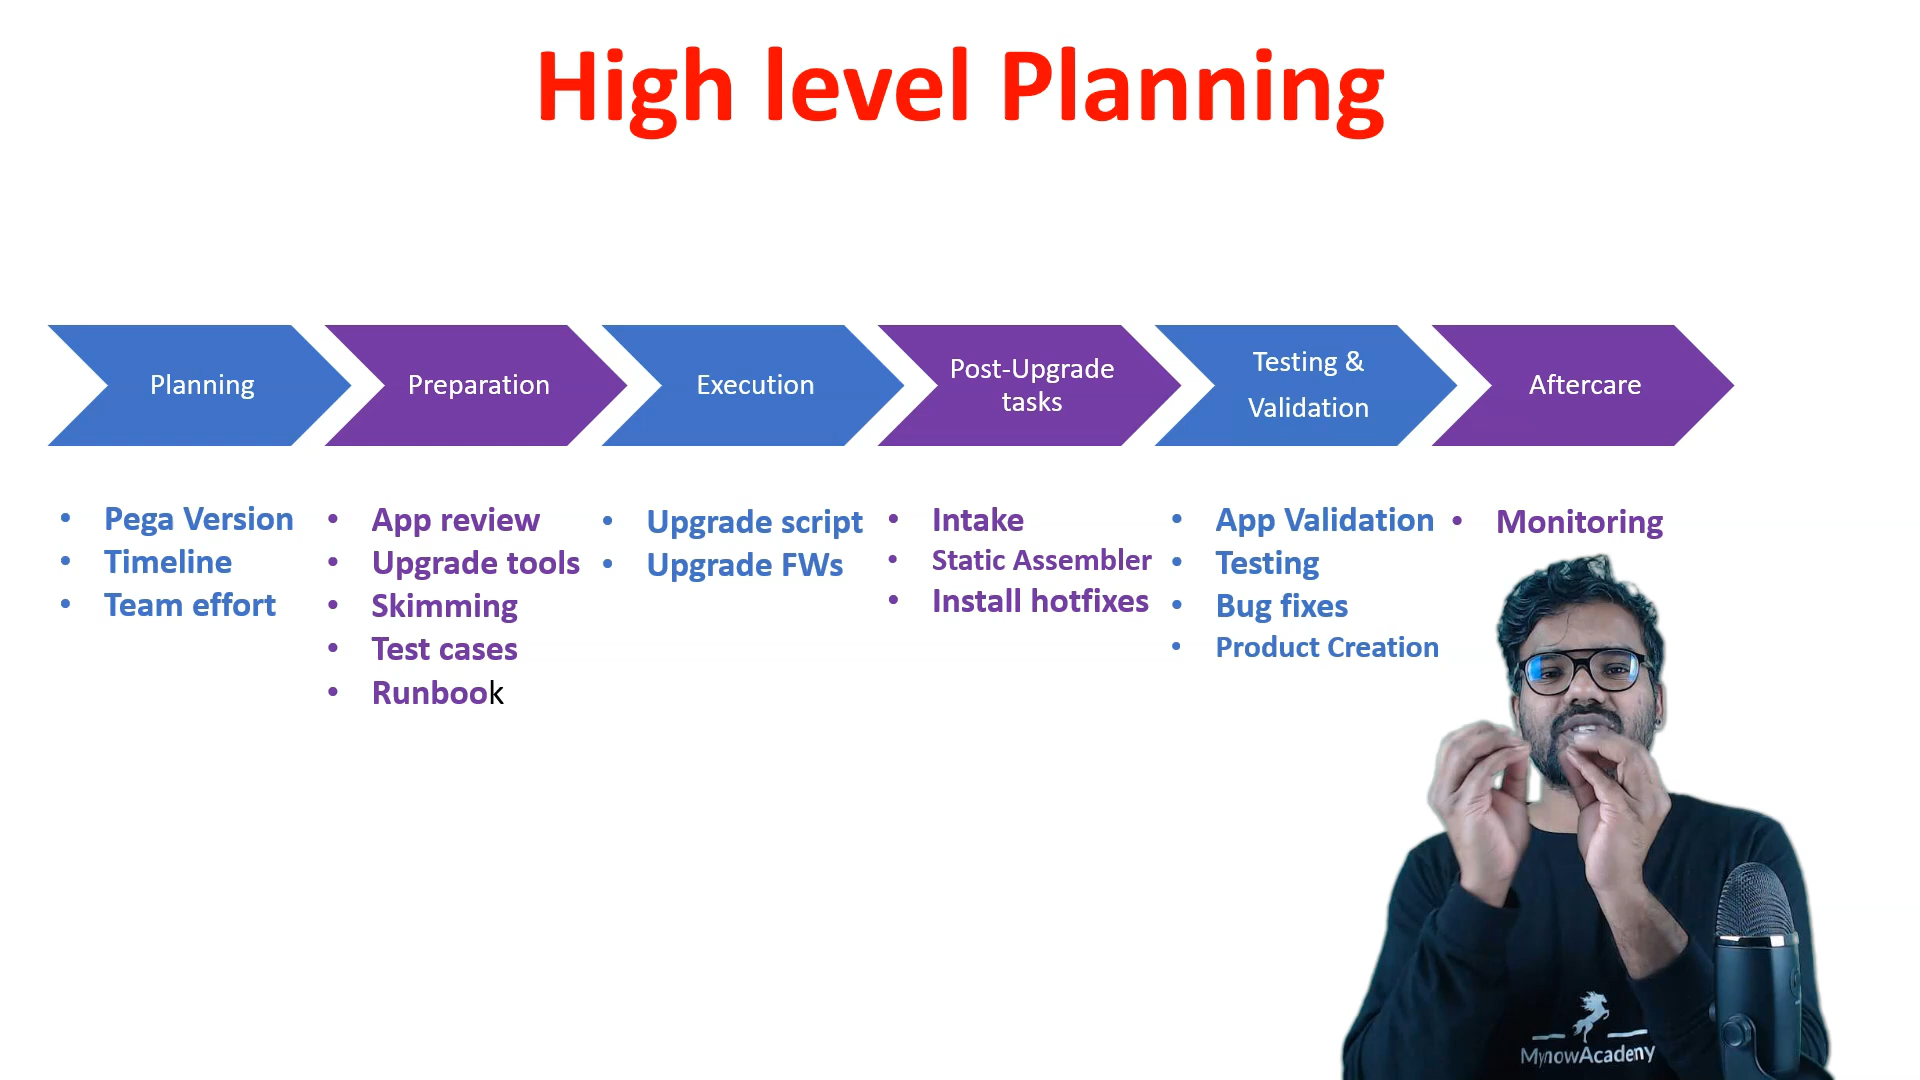 High level Planning
Planning
Preparation
Execution
Post-Upgrade
tasks
Testing &
Validation
Aftercare
• Pega Version
• Timeline
• Team effort
• App review
• Upgrade tools
• Skimming
• Test cases
• Runbook
• Upgrade script
• Upgrade FWs
• Intake
• Static Assembler
• Install hotfixes
• App Validation
• Testing
• Bug fixes
• Product Creation
• Monitoring
MynowAcadeny